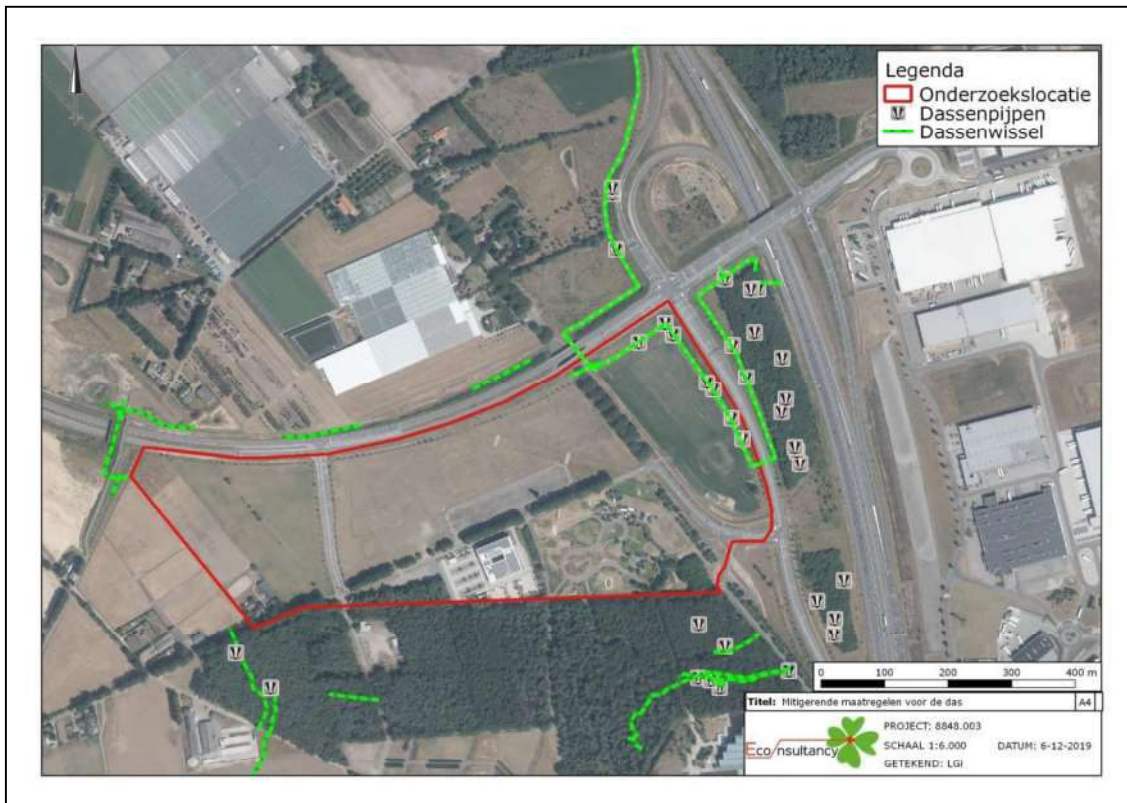 Legenda
Onderzoekslocatie
Dassenpijpen
Dassenwissel
0 100 200 300 400 m
Titel: Mitigerende maatregelen voor de das A4
Econsultancy
PROJECT: 8848.003
SCHAAL 1:6.000 DATUM: 6-12-2019
GETEKEND: LGI